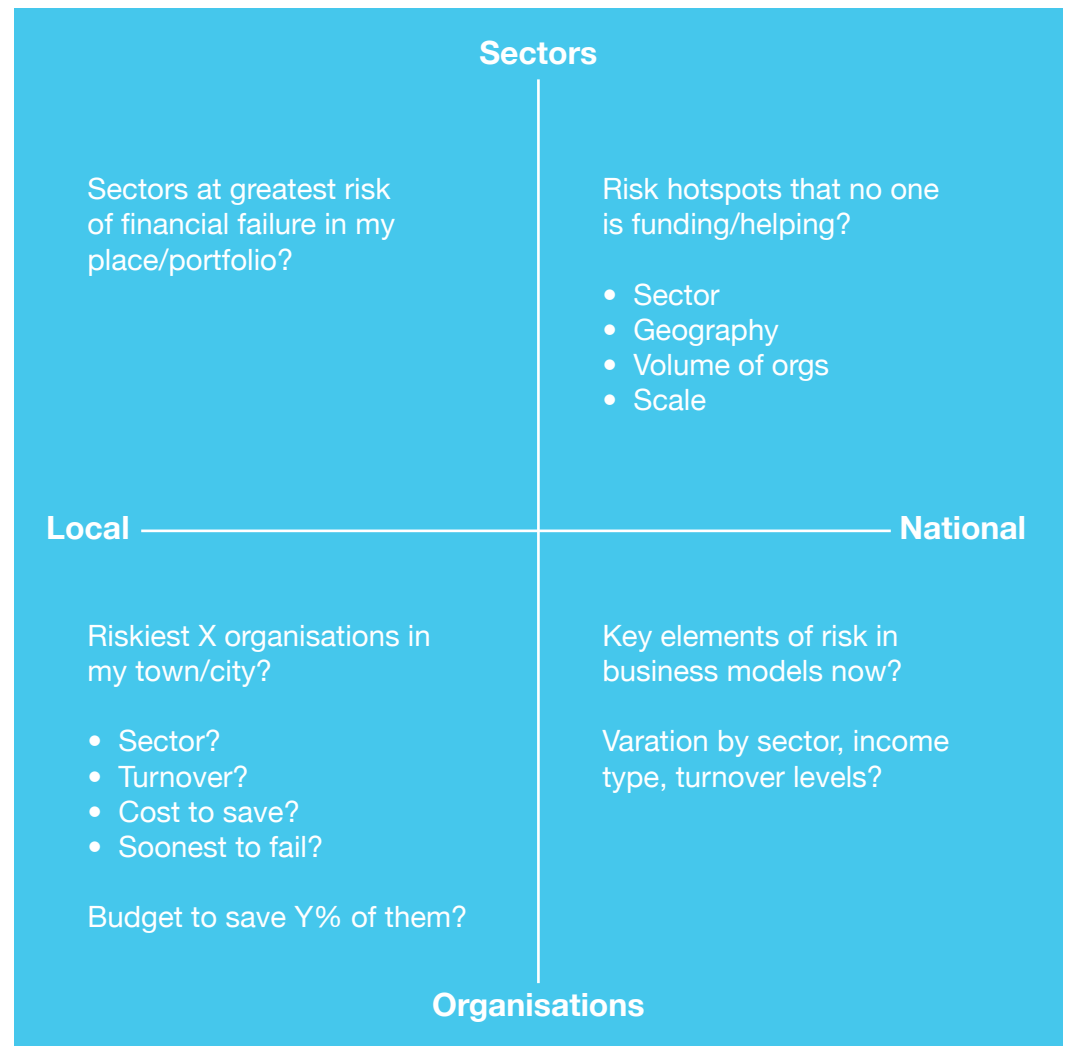 Sectors
Sectors at greatest risk
of financial failure in my
place/portfolio?
Risk hotspots that no one
is funding/helping?
• Sector
• Geography
• Volume of orgs
• Scale
Local
National
Riskiest X organisations in
my town/city?
• Sector?
• Turnover?
• Cost to save?
• Soonest to fail?
Budget to save Y% of them?
Key elements of risk in
business models now?
Varation by sector, income
type, turnover levels?
Organisations